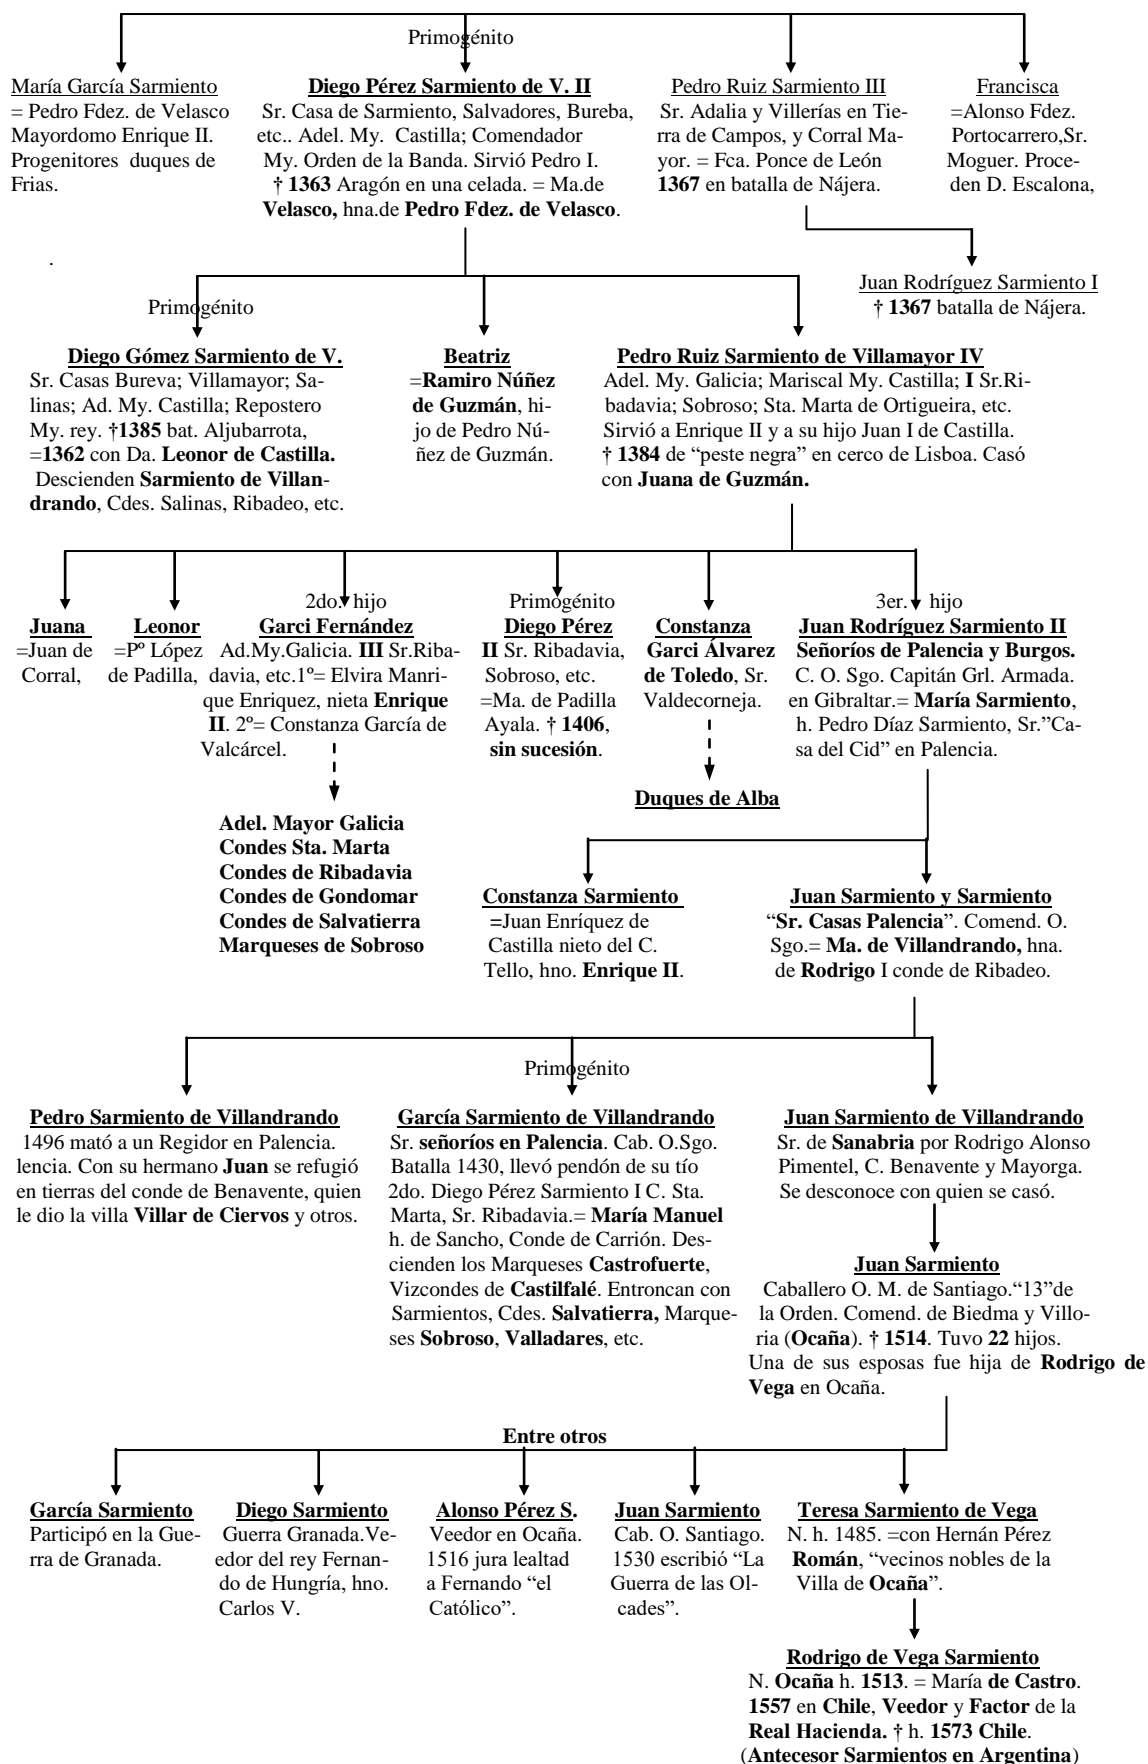 Primogénito
María García Sarmiento
= Pedro Fdez. de Velasco
Mayordomo Enrique II.
Progenitores duques de
Frias.
Diego Pérez Sarmiento de V. II
Sr. Casa de Sarmiento, Salvadores, Bureba,
etc.. Adel. My. Castilla; Comendador
My. Orden de la Banda. Sirvió Pedro I.
† 1363 Aragón en una celada. = Ma.de
Velasco, hna.de Pedro Fdez. de Velasco.
Pedro Ruiz Sarmiento III
Sr. Adalia y Villerías en Tie-
rra de Campos, y Corral Ma-
yor. = Fca. Ponce de León
1367 en batalla de Nájera.
Francisca
=Alonso Fdez.
Portocarrero,Sr.
Moguer. Proce-
den D. Escalona,
.
Juan Rodríguez Sarmiento I
† 1367 batalla de Nájera.
Primogénito
Diego Gómez Sarmiento de V.
Sr. Casas Bureva; Villamayor; Sa-
linas; Ad. My. Castilla; Repostero
My. rey. †1385 bat. Aljubarrota,
=1362 con Da. Leonor de Castilla.
Descienden Sarmiento de Villan-
drando, Cdes. Salinas, Ribadeo, etc.
Beatriz
=Ramiro Núñez
de Guzmán, hi-
jo de Pedro Nú-
ñez de Guzmán.
Pedro Ruiz Sarmiento de Villamayor IV
Adel. My. Galicia; Mariscal My. Castilla; I Sr.Ri-
badavia; Sobroso; Sta. Marta de Ortigueira, etc.
Sirvió a Enrique II y a su hijo Juan I de Castilla.
† 1384 de “peste negra” en cerco de Lisboa. Casó
con Juana de Guzmán.
Juana
=Juan de
Corral,
Leonor
=Pº López
de Padilla,
2do. hijo
Garci Fernández
Ad.My.Galicia. III Sr.Riba-
davia, etc.1º= Elvira Manri-
que Enriquez, nieta Enrique
II. 2º= Constanza García de
Valcárcel.
Primogénito
Diego Pérez
II Sr. Ribadavia,
Sobroso, etc.
=Ma. de Padilla
Ayala. † 1406,
sin sucesión.
Constanza
Garci Álvarez
de Toledo, Sr.
Valdecorneja.
3er. hijo
Juan Rodríguez Sarmiento II
Señoríos de Palencia y Burgos.
C. O. Sgo. Capitán Grl. Armada.
en Gibraltar.= María Sarmiento,
h. Pedro Díaz Sarmiento, Sr.”Ca-
sa del Cid” en Palencia.
Duques de Alba
Adel. Mayor Galicia
Condes Sta. Marta
Condes de Ribadavia
Condes de Gondomar
Condes de Salvatierra
Marqueses de Sobroso
Constanza Sarmiento
=Juan Enríquez de
Castilla nieto del C.
Tello, hno. Enrique II.
Juan Sarmiento y Sarmiento
“Sr. Casas Palencia”. Comend. O.
Sgo.= Ma. de Villandrando, hna.
de Rodrigo I conde de Ribadeo.
Primogénito
Pedro Sarmiento de Villandrando
1496 mató a un Regidor en Palencia.
lencia. Con su hermano Juan se refugió
en tierras del conde de Benavente, quien
le dio la villa Villar de Ciervos y otros.
García Sarmiento de Villandrando
Sr. señoríos en Palencia. Cab. O.Sgo.
Batalla 1430, llevó pendón de su tío
2do. Diego Pérez Sarmiento I C. Sta.
Marta, Sr. Ribadavia.= María Manuel
h. de Sancho, Conde de Carrión. Des-
cienden los Marqueses Castrofuerte,
Vizcondes de Castilfalé. Entroncan con
Sarmientos, Cdes. Salvatierra, Marque-
ses Sobroso, Valladares, etc.
Juan Sarmiento de Villandrando
Sr. de Sanabria por Rodrigo Alonso
Pimentel, C. Benavente y Mayorga.
Se desconoce con quien se casó.
Juan Sarmiento
Caballero O. M. de Santiago.“13”de
la Orden. Comend. de Biedma y Villo-
ria (Ocaña). † 1514. Tuvo 22 hijos.
Una de sus esposas fue hija de Rodrigo de
Vega en Ocaña.
Entre otros
García Sarmiento
Participó en la Gue-
rra de Granada.
Diego Sarmiento
Guerra Granada.Ve-
edor del rey Fernan-
do de Hungría, hno.
Carlos V.
Alonso Pérez S.
Veedor en Ocaña.
1516 jura lealtad
a Fernando “el
Católico”.
Juan Sarmiento
Cab. O. Santiago.
1530 escribió “La
Guerra de las Ol-
cades”.
Teresa Sarmiento de Vega
N. h. 1485. =con Hernán Pérez
Román, “vecinos nobles de la
Villa de Ocaña”.
Rodrigo de Vega Sarmiento
N. Ocaña h. 1513. = María de Castro.
1557 en Chile, Veedor y Factor de la
Real Hacienda. † h. 1573 Chile.
(Antecesor Sarmientos en Argentina)